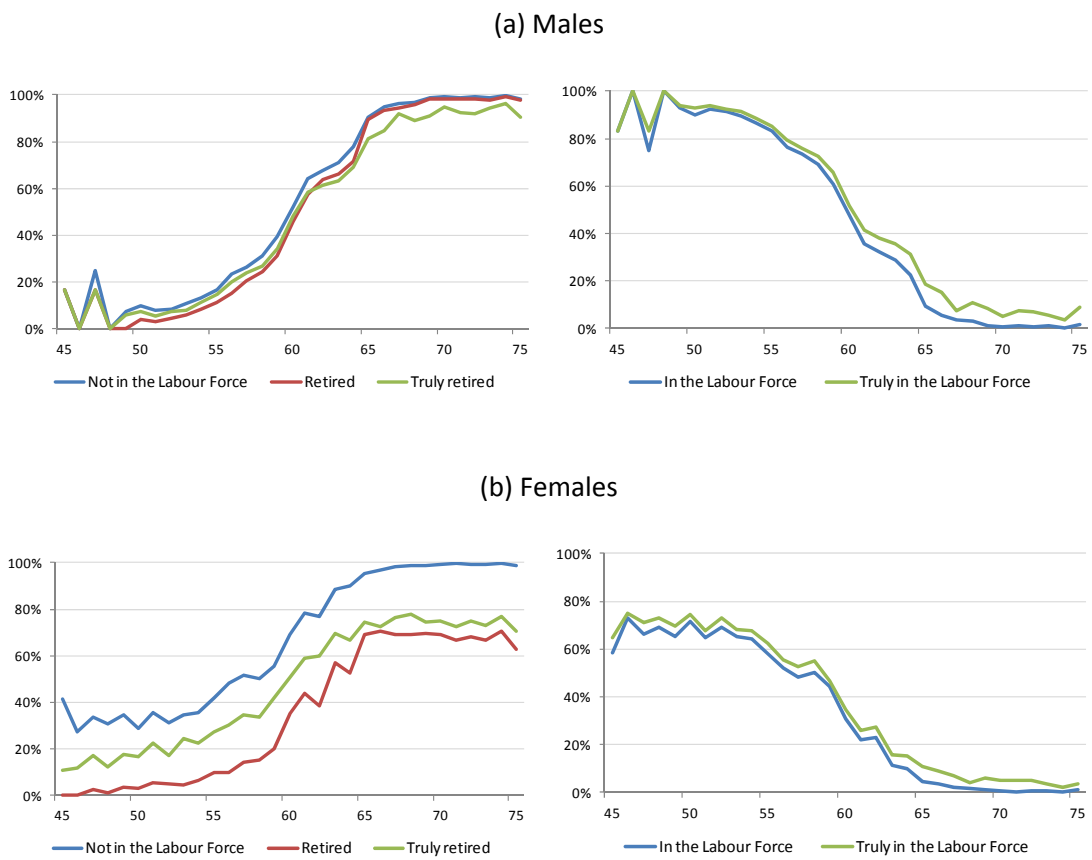 (a) Males
100%
80%
60%
40%
20%
0%
45 50 55 60 65 70 75
Not in the Labour Force Retired Truly retired
100%
80%
60%
40%
20%
0%
45 50 55 60 65 70 75
In the Labour Force Truly in the Labour Force
(b) Females
100%
80%
60%
40%
20%
0%
45 50 55 60 65 70 75
Not in the Labour Force Retired Truly retired
100%
80%
60%
40%
20%
0%
45 50 55 60 65 70 75
In the Labour Force Truly in the Labour Force